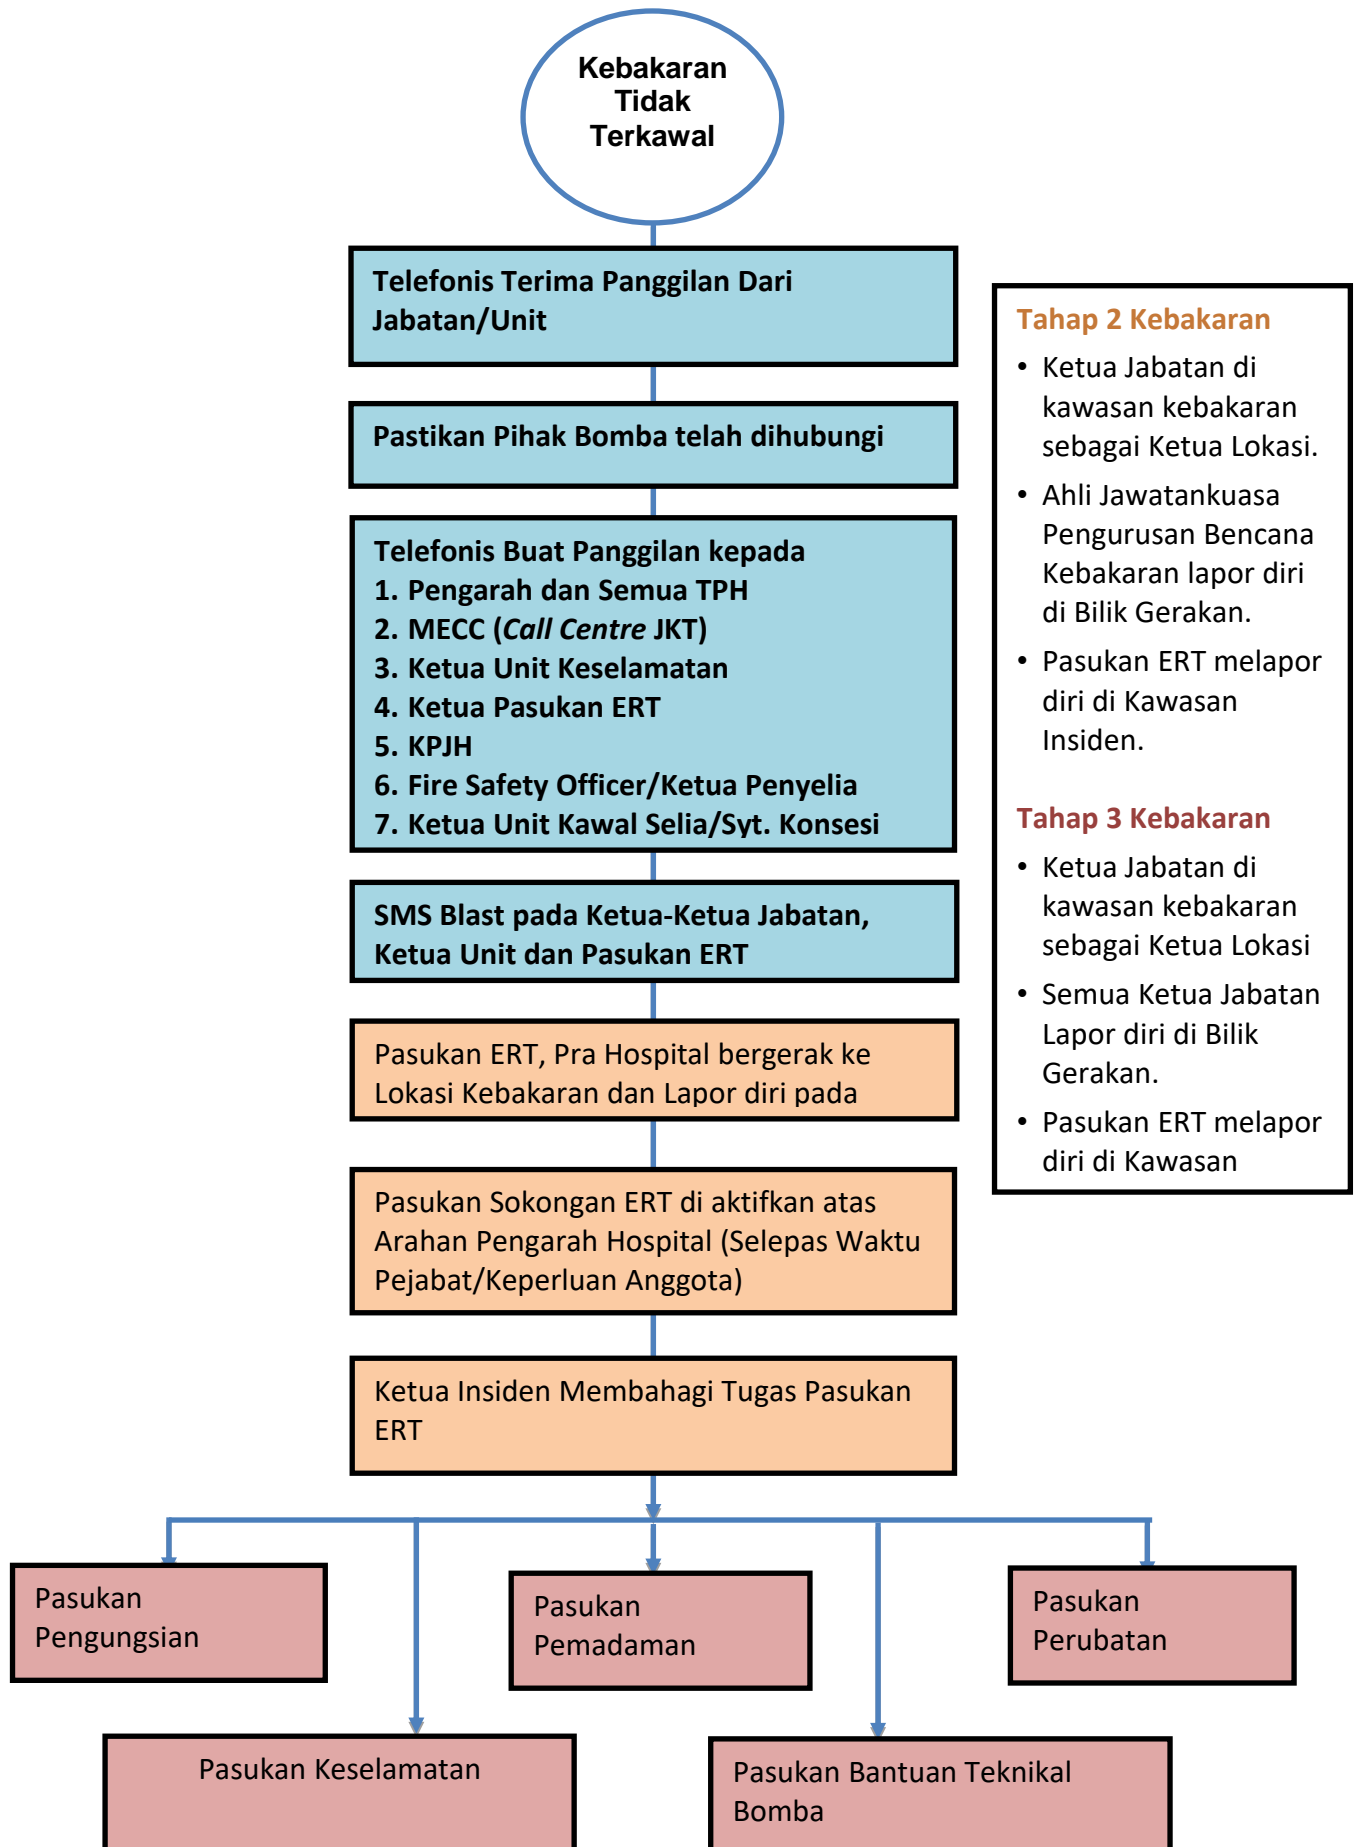 Kebakaran
Tidak
Terkawal
Telefonis Terima Panggilan Dari
Jabatan/Unit
Pastikan Pihak Bomba telah dihubungi
Telefonis Buat Panggilan kepada
1. Pengarah dan Semua TPH
2. MECC (Call Centre JKT)
3. Ketua Unit Keselamatan
4. Ketua Pasukan ERT
5. KPJH
6. Fire Safety Officer/Ketua Penyelia
7. Ketua Unit Kawal Selia/Syt. Konsesi
SMS Blast pada Ketua-Ketua Jabatan,
Ketua Unit dan Pasukan ERT
Pasukan ERT, Pra Hospital bergerak ke
Lokasi Kebakaran dan Lapor diri pada
Pasukan Sokongan ERT di aktifkan atas
Arahan Pengarah Hospital (Selepas Waktu
Pejabat/Keperluan Anggota)
Ketua Insiden Membahagi Tugas Pasukan
ERT
Tahap 2 Kebakaran
• Ketua Jabatan di
kawasan kebakaran
sebagai Ketua Lokasi.
• Ahli Jawatankuasa
Pengurusan Bencana
Kebakaran lapor diri
di Bilik Gerakan.
• Pasukan ERT melapor
diri di Kawasan
Insiden.
Tahap 3 Kebakaran
• Ketua Jabatan di
kawasan kebakaran
sebagai Ketua Lokasi
• Semua Ketua Jabatan
Lapor diri di Bilik
Gerakan.
• Pasukan ERT melapor
diri di Kawasan
Pasukan
Pengungsian
Pasukan
Pemadaman
Pasukan
Perubatan
Pasukan Keselamatan
Pasukan Bantuan Teknikal
Bomba